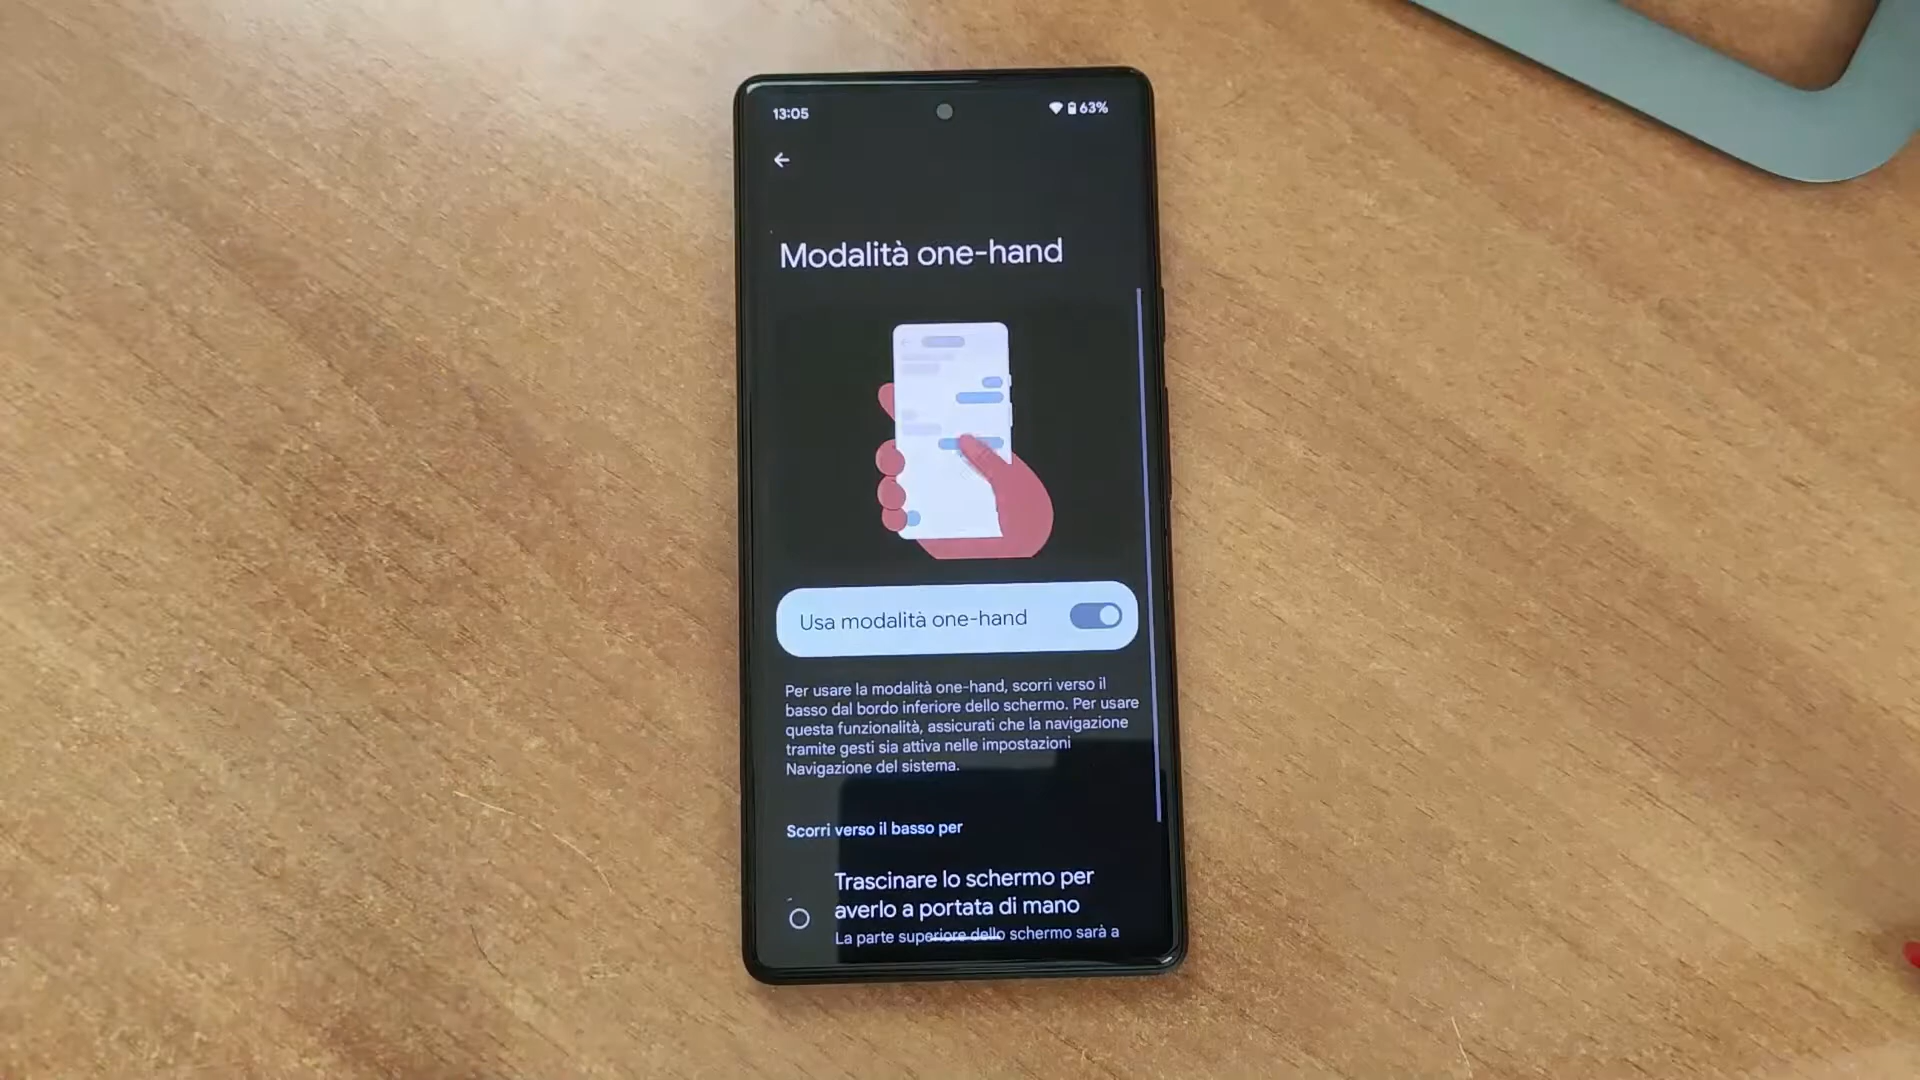 13:05
63%
Modalità one-hand
Usa modalità one-hand
Per usare la modalità one-hand, scorri verso il
basso dal bordo inferiore dello schermo. Per usare
questa funzionalità, assicurati che la navigazione
tramite gesti sia attiva nelle impostazioni
Navigazione del sistema.
Scorri verso il basso per
Trascinare lo schermo per
averlo a portata di mano
La parte superiore dello schermo sarà a